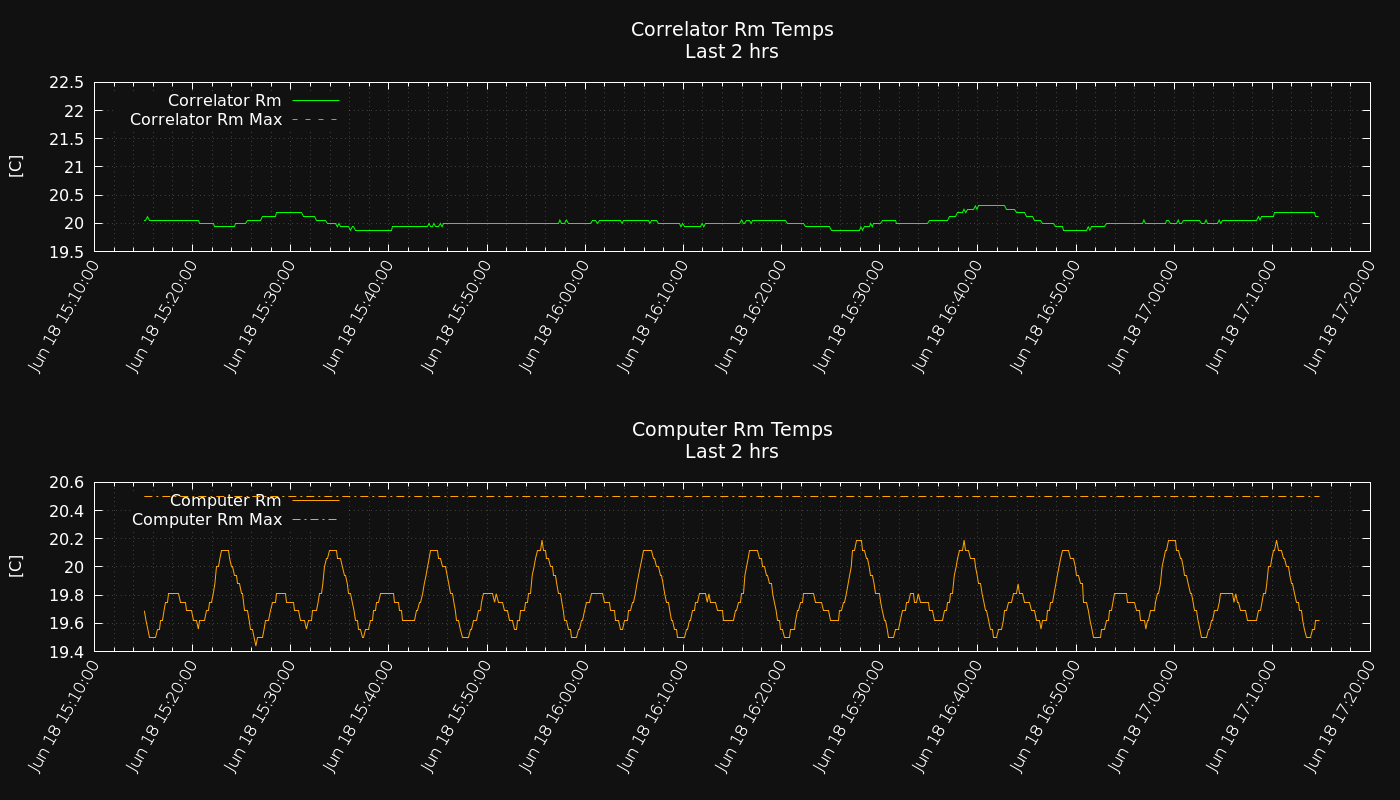 Correlator Rm Temps
Last 2 hrs
[C]
22.5
22
21.5
21
20.5
20
19.5
Correlator Rm
Correlator Rm Max
Jun 18 15:10:00
Jun 18 15:20:00
Jun 18 15:30:00
Jun 18 15:40:00
Jun 18 15:50:00
Jun 18 16:00:00
Jun 18 16:10:00
Jun 18 16:20:00
Jun 18 16:30:00
Jun 18 16:40:00
Jun 18 16:50:00
Jun 18 17:00:00
Jun 18 17:10:00
Jun 18 17:20:00
Computer Rm Temps
Last 2 hrs
[C]
20.6
20.4
20.2
20
19.8
19.6
19.4
Computer Rm
Computer Rm Max
Jun 18 15:10:00
Jun 18 15:20:00
Jun 18 15:30:00
Jun 18 15:40:00
Jun 18 15:50:00
Jun 18 16:00:00
Jun 18 16:10:00
Jun 18 16:20:00
Jun 18 16:30:00
Jun 18 16:40:00
Jun 18 16:50:00
Jun 18 17:00:00
Jun 18 17:10:00
Jun 18 17:20:00